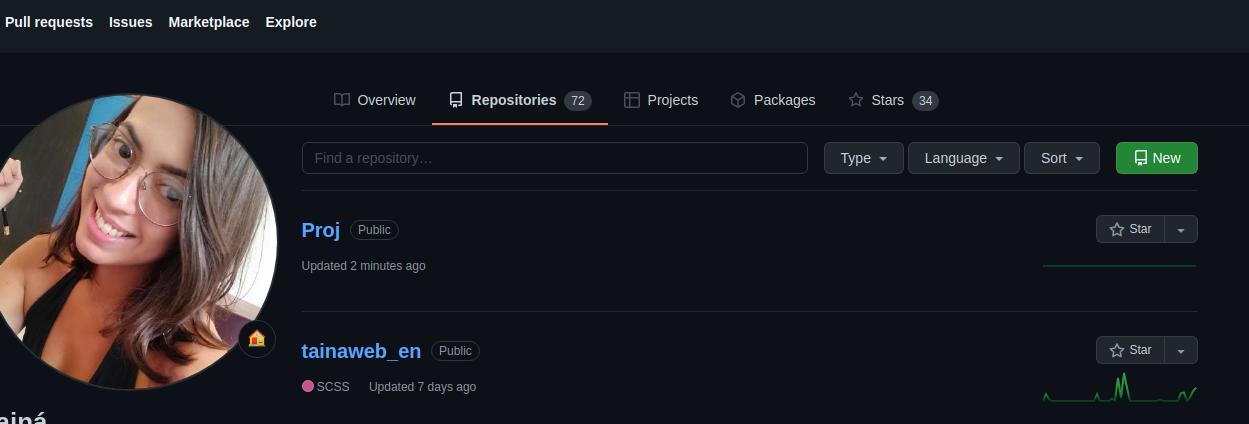 Pull requests Issues Marketplace Explore
Overview Repositories 72 Projects Packages Stars 34
Find a repository… Type Language Sort New
Proj Public Star
Updated 2 minutes ago
tainaweb_en Public Star
SCSS Updated 7 days ago